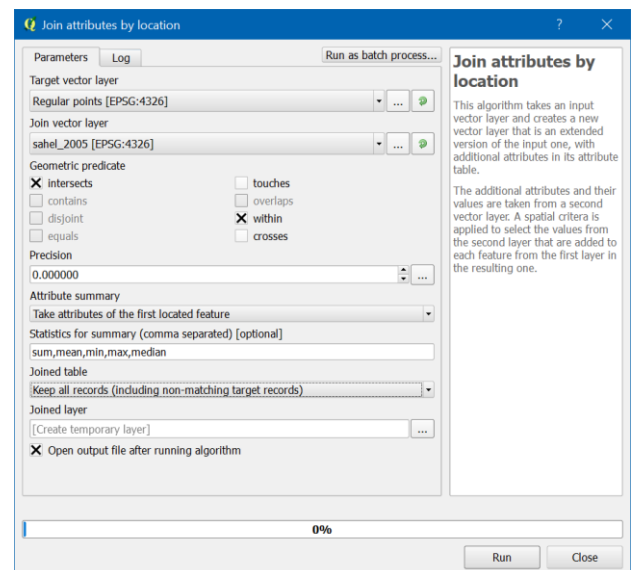 Join attributes by location
? ×
Parameters
Log
Run as batch process...
Target vector layer
Regular points [EPSG:4326]
...
Join vector layer
sahel_2005 [EPSG:4326]
...
Geometric predicate
intersects
touches
contains
overlaps
disjoint
within
equals
crosses
Precision
0.000000
...
Attribute summary
Take attributes of the first located feature
Statistics for summary (comma separated) [optional]
sum,mean,min,max,median
Joined table
Keep all records (including non-matching target records)
Joined layer
[Create temporary layer]
...
Open output file after running algorithm
Join attributes by
location
This algorithm takes an input
vector layer and creates a new
vector layer that is an extended
version of the input one, with
additional attributes in its attribute
table.
The additional attributes and their
values are taken from a second
vector layer. A spatial criteria is
applied to select the values from
the second layer that are added to
each feature from the first layer in
the resulting one.
0%
Run
Close